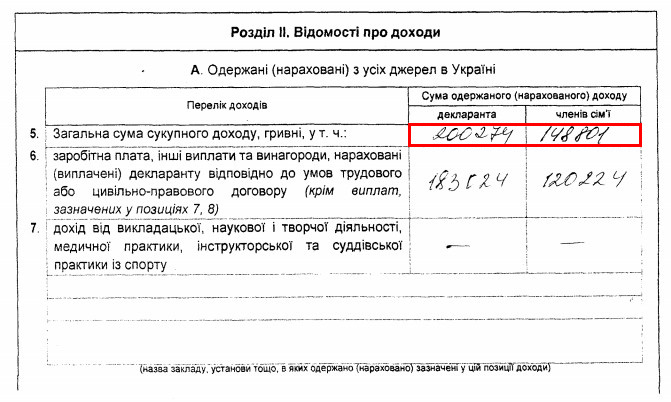 Розділ II. Відомості про доходи
А. Одержані (нараховані) з усіх джерел в Україні
Перелік доходів
Сума одержаного (нарахованого) доходу
декларанта
членів сім'ї
5. Загальна сума сукупного доходу, гривні, у т. ч.: 200274 148801
6. заробітна плата, інші виплати та винагороди, нараховані
(виплачені) декларанту відповідно до умов трудового
або цивільно-правового договору (крім виплат,
зазначених у позиціях 7, 8)
120224
7. дохід від викладацької, наукової і творчої діяльності,
медичної практики, інструкторської та суддівської
практики із спорту
— —
(назва закладу, установи тощо, в яких одержано (нараховано) зазначені у цій позиції доходи)